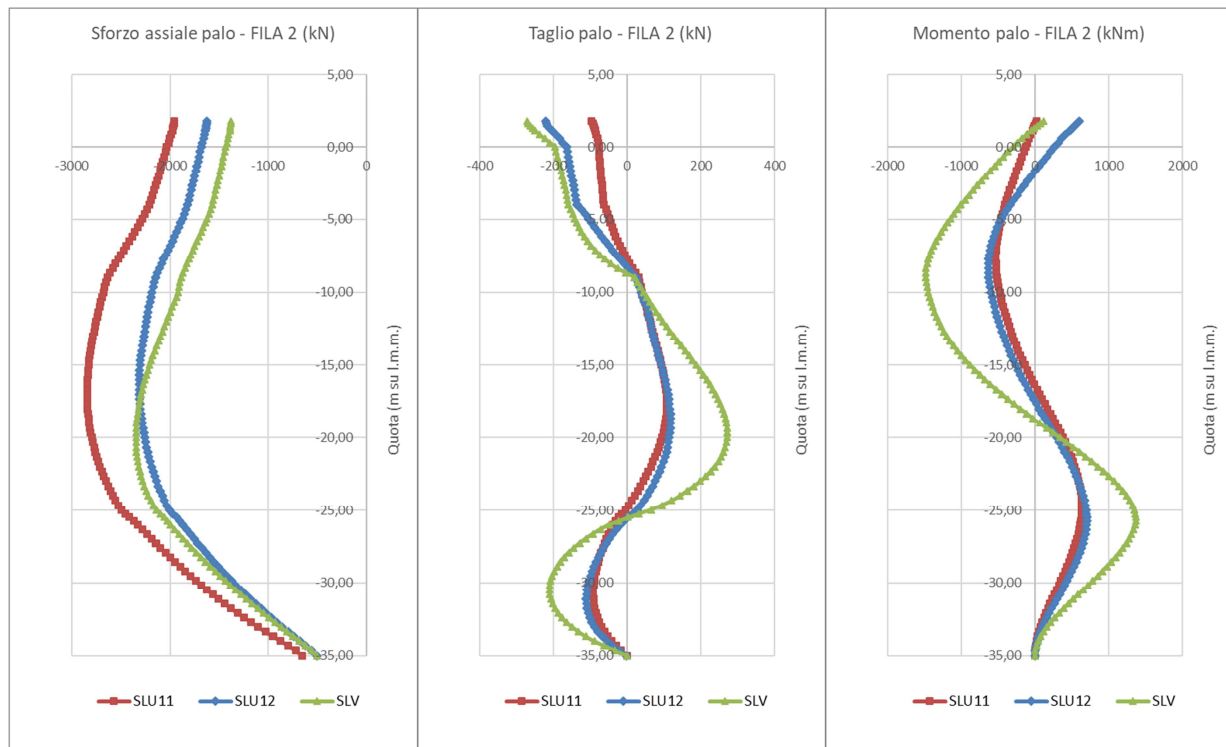 Sforzo assiale palo - FILA 2 (kN)
5,00
-3000 -2000 -1000 0
0,00
-5,00
-10,00
-15,00
-20,00
-25,00
-30,00
-35,00
Quota (m su l.m.m.)
SLU11 SLU12 SLV
Taglio palo - FILA 2 (kN)
5,00
-400 -200 0 200 400
0,00
-5,00
-10,00
-15,00
-20,00
-25,00
-30,00
-35,00
Quota (m su l.m.m.)
SLU11 SLU12 SLV
Momento palo - FILA 2 (kNm)
5,00
-2000 -1000 0 1000 2000
0,00
-5,00
-10,00
-15,00
-20,00
-25,00
-30,00
-35,00
Quota (m su l.m.m.)
SLU11 SLU12 SLV